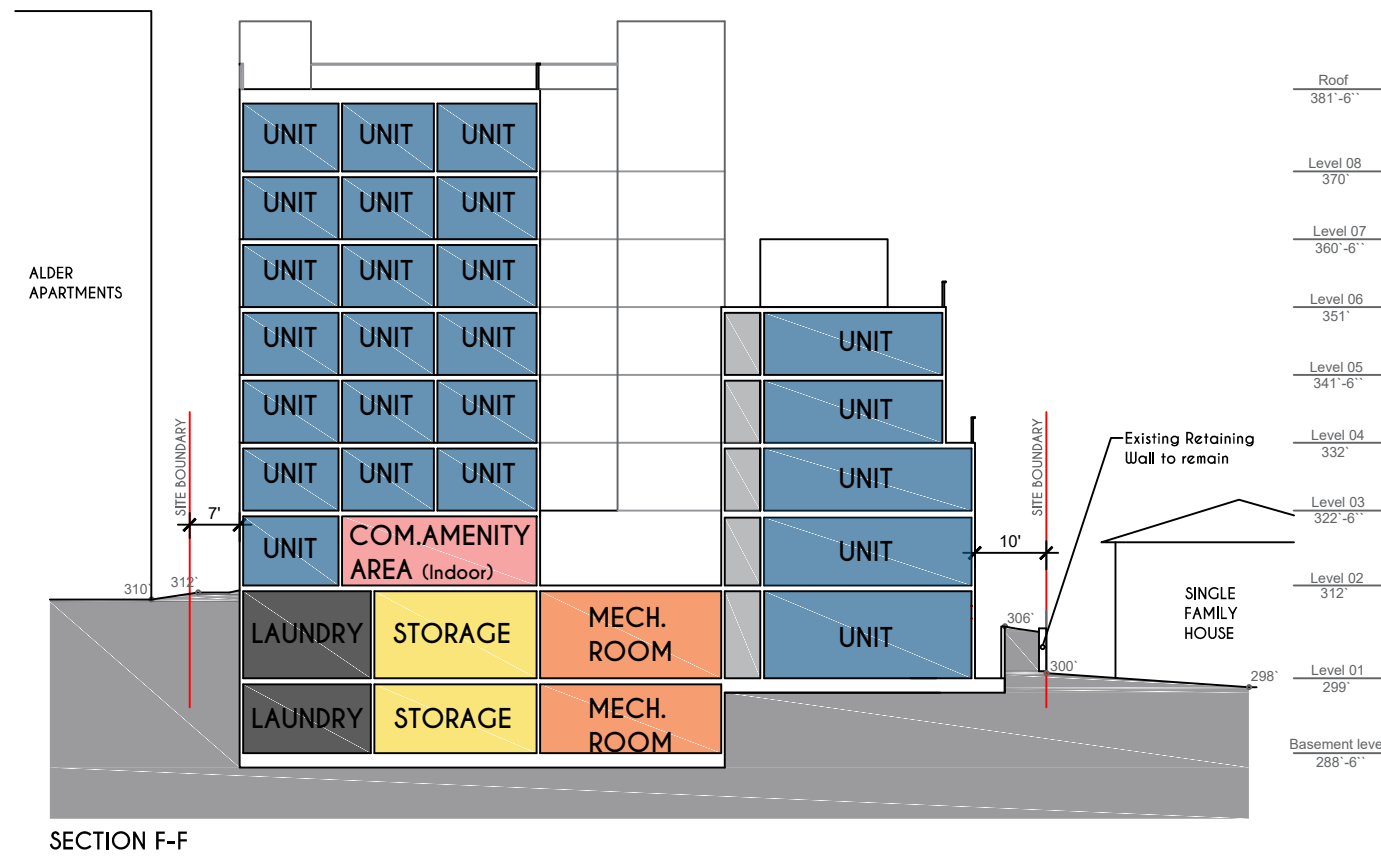 Roof
381`-6``
UNIT UNIT UNIT
Level 08
370`
UNIT UNIT UNIT
Level 07
360`-6``
ALDER
APARTMENTS
UNIT UNIT UNIT
Level 06
351`
UNIT UNIT UNIT UNIT
Level 05
341`-6``
UNIT UNIT UNIT UNIT
SITE BOUNDARY
SITE BOUNDARY
Existing Retaining
Wall to remain
Level 04
332`
UNIT UNIT UNIT UNIT
Level 03
322`-6``
7'
UNIT
COM.AMENITY
AREA (Indoor)
UNIT
10'
310`
312`
Level 02
312`
SINGLE
FAMILY
HOUSE
LAUNDRY
STORAGE
MECH.
ROOM
UNIT
306`
300`
298`
Level 01
299`
LAUNDRY
STORAGE
MECH.
ROOM
Basement leve
288`-6``
SECTION F-F